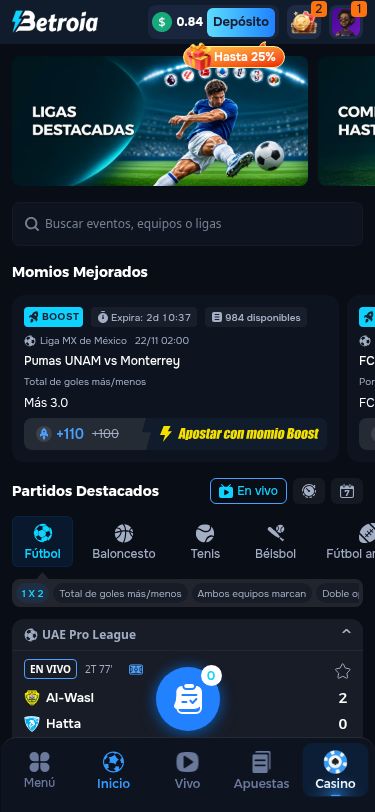 Betroia
$ 0.84 Depósito
2
1
Hasta 25%
LIGAS
DESTACADAS
COM
HAST
Buscar eventos, equipos o ligas
Momios Mejorados
BOOST Expira: 2d 10:37 984 disponibles
Liga MX de México 22/11 02:00
Pumas UNAM vs Monterrey
FC
Total de goles más/menos
Por
Más 3.0
FC
+110 +100 Apostar con momio Boost
Partidos Destacados En vivo 7
Fútbol Baloncesto Tenis Béisbol Fútbol an
1 X 2 Total de goles más/menos Ambos equipos marcan Doble o
UAE Pro League
EN VIVO 2T 77'
0
Al-Wasl 2
Hatta 0
Menú Inicio Vivo Apuestas Casino